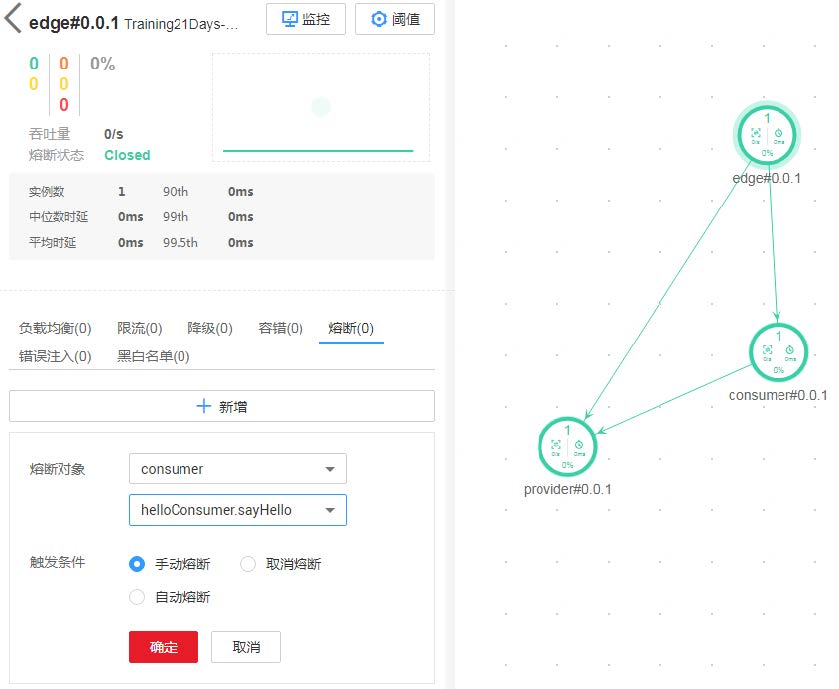 edge#0.0.1 Training21Days-... 监控 阈值
0 0 0%
0 0
0
吞吐量 0/s
熔断状态 Closed
实例数 1 90th 0ms
中位数时延 0ms 99th 0ms
平均时延 0ms 99.5th 0ms
负载均衡(0) 限流(0) 降级(0) 容错(0) 熔断(0)
错误注入(0) 黑白名单(0)
新增
熔断对象 consumer
helloConsumer.sayHello
触发条件 手动熔断 取消熔断
自动熔断
确定 取消
1
0/s 0ms
0%
edge#0.0.1
1
0/s 0ms
0%
consumer#0.0.1
1
0/s 0ms
0%
provider#0.0.1